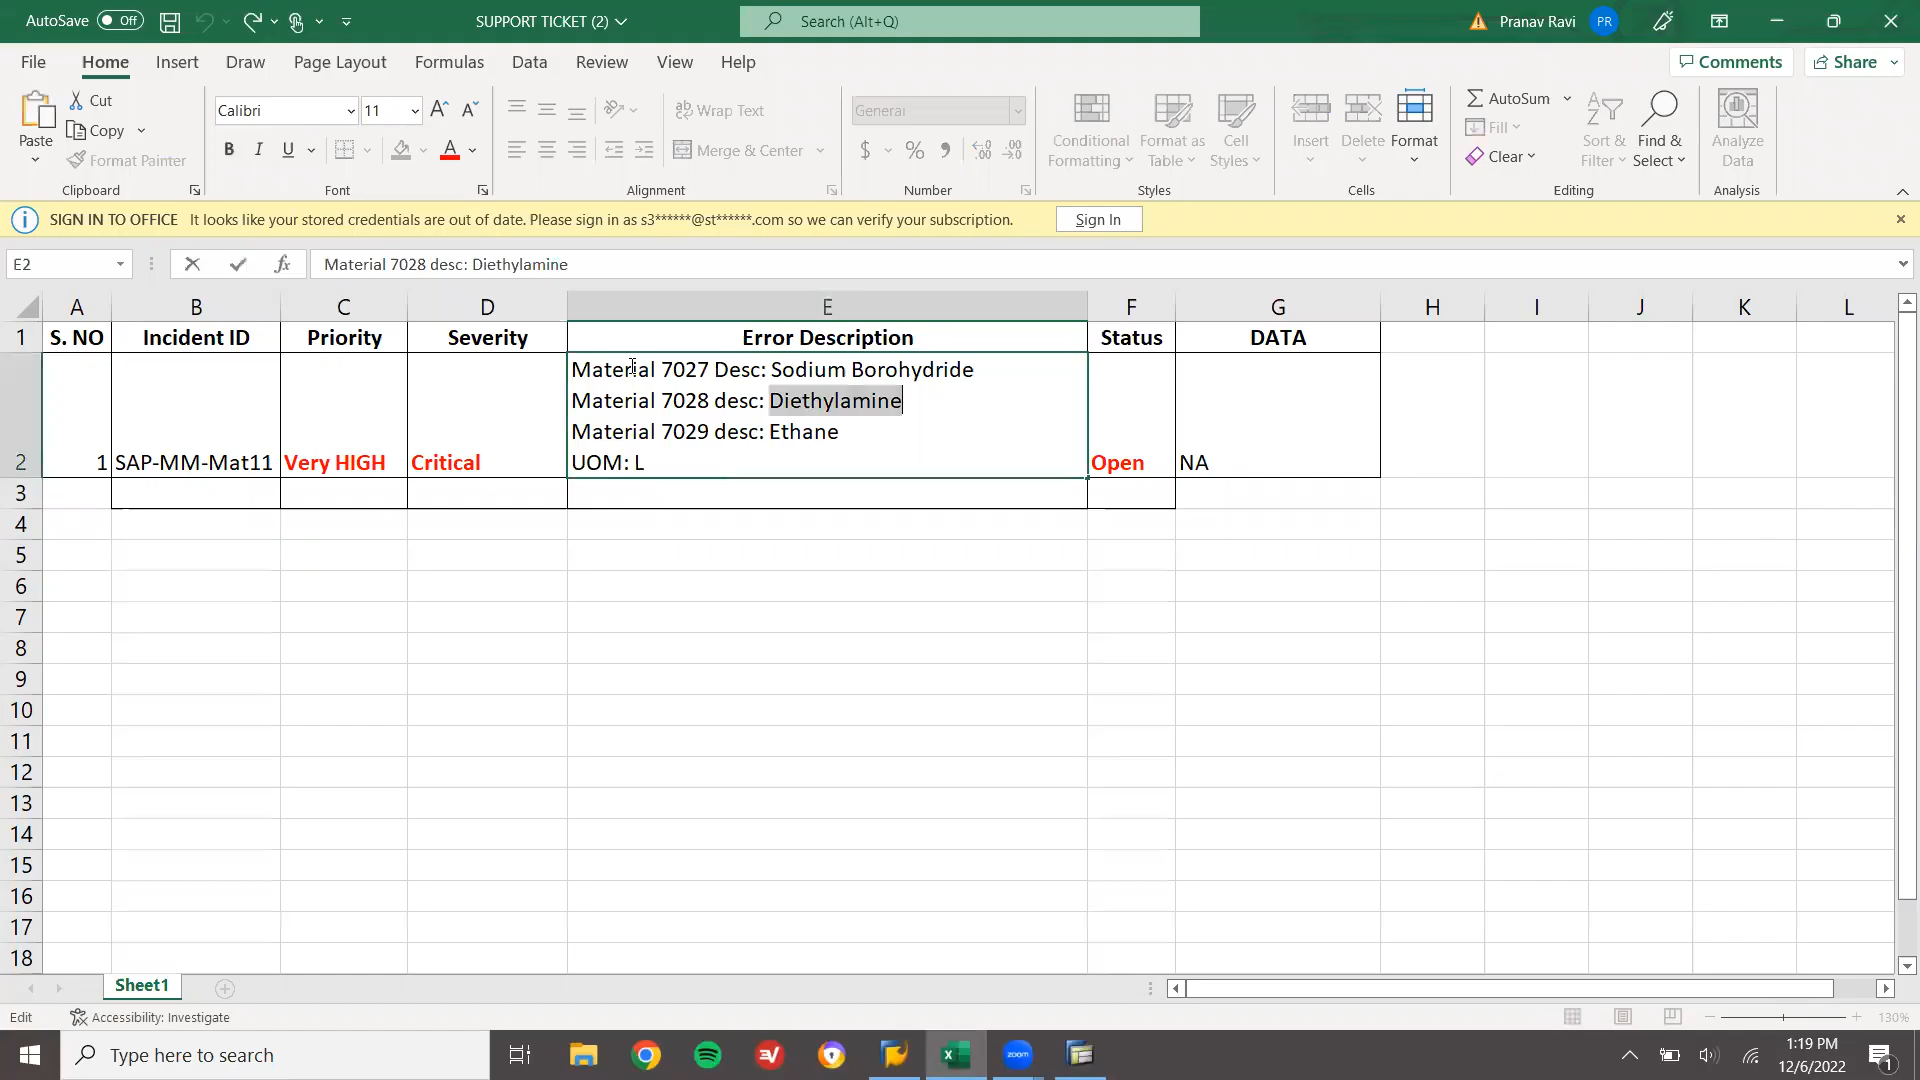 AutoSave Off
SUPPORT TICKET (2)
Search (Alt+Q)
Pranav Ravi PR
File Home Insert Draw Page Layout Formulas Data Review View Help
Comments Share
Paste
Cut
Copy
Format Painter
Clipboard
Calibri 11
B I U
Font
Wrap Text
Merge & Center
Alignment
General
$ % ,
Number
Conditional Formatting
Format as Table
Cell Styles
Styles
Insert Delete Format
Cells
AutoSum
Fill
Clear
Sort & Filter
Find & Select
Editing
Analyze Data
Analysis
SIGN IN TO OFFICE It looks like your stored credentials are out of date. Please sign in as s3******@st******.com so we can verify your subscription. Sign In
E2 fx Material 7028 desc: Diethylamine
A B C D E F G H I J K L
1 S. NO Incident ID Priority Severity Error Description Status DATA
Material 7027 Desc: Sodium Borohydride
Material 7028 desc: Diethylamine
Material 7029 desc: Ethane
2 1 SAP-MM-Mat11 Very HIGH Critical UOM: L Open NA
3
4
5
6
7
8
9
10
11
12
13
14
15
16
17
18
Sheet1
Edit Accessibility: Investigate 130%
Type here to search
zoom
1:19 PM
12/6/2022
1